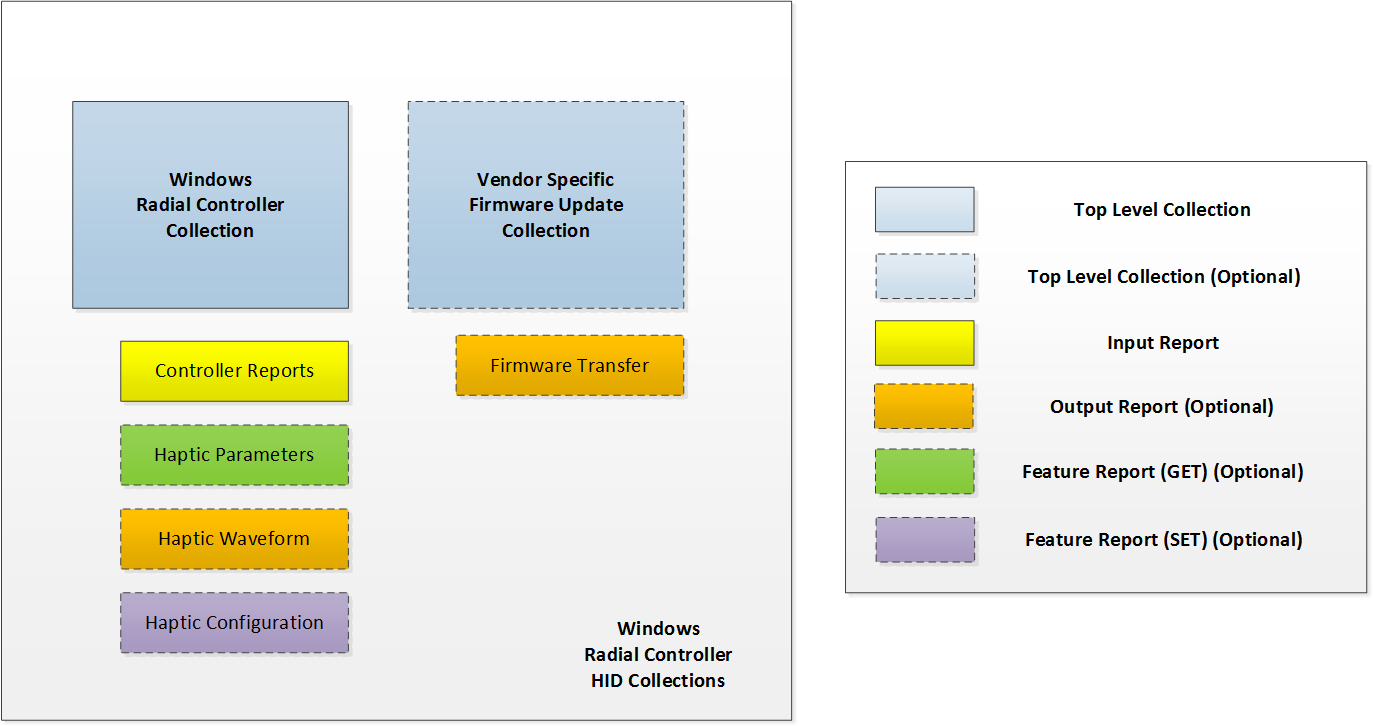 Windows
Radial Controller
Collection
Vendor Specific
Firmware Update
Collection
Controller Reports
Firmware Transfer
Haptic Parameters
Haptic Waveform
Haptic Configuration
Windows
Radial Controller
HID Collections
Top Level Collection
Top Level Collection (Optional)
Input Report
Output Report (Optional)
Feature Report (GET) (Optional)
Feature Report (SET) (Optional)